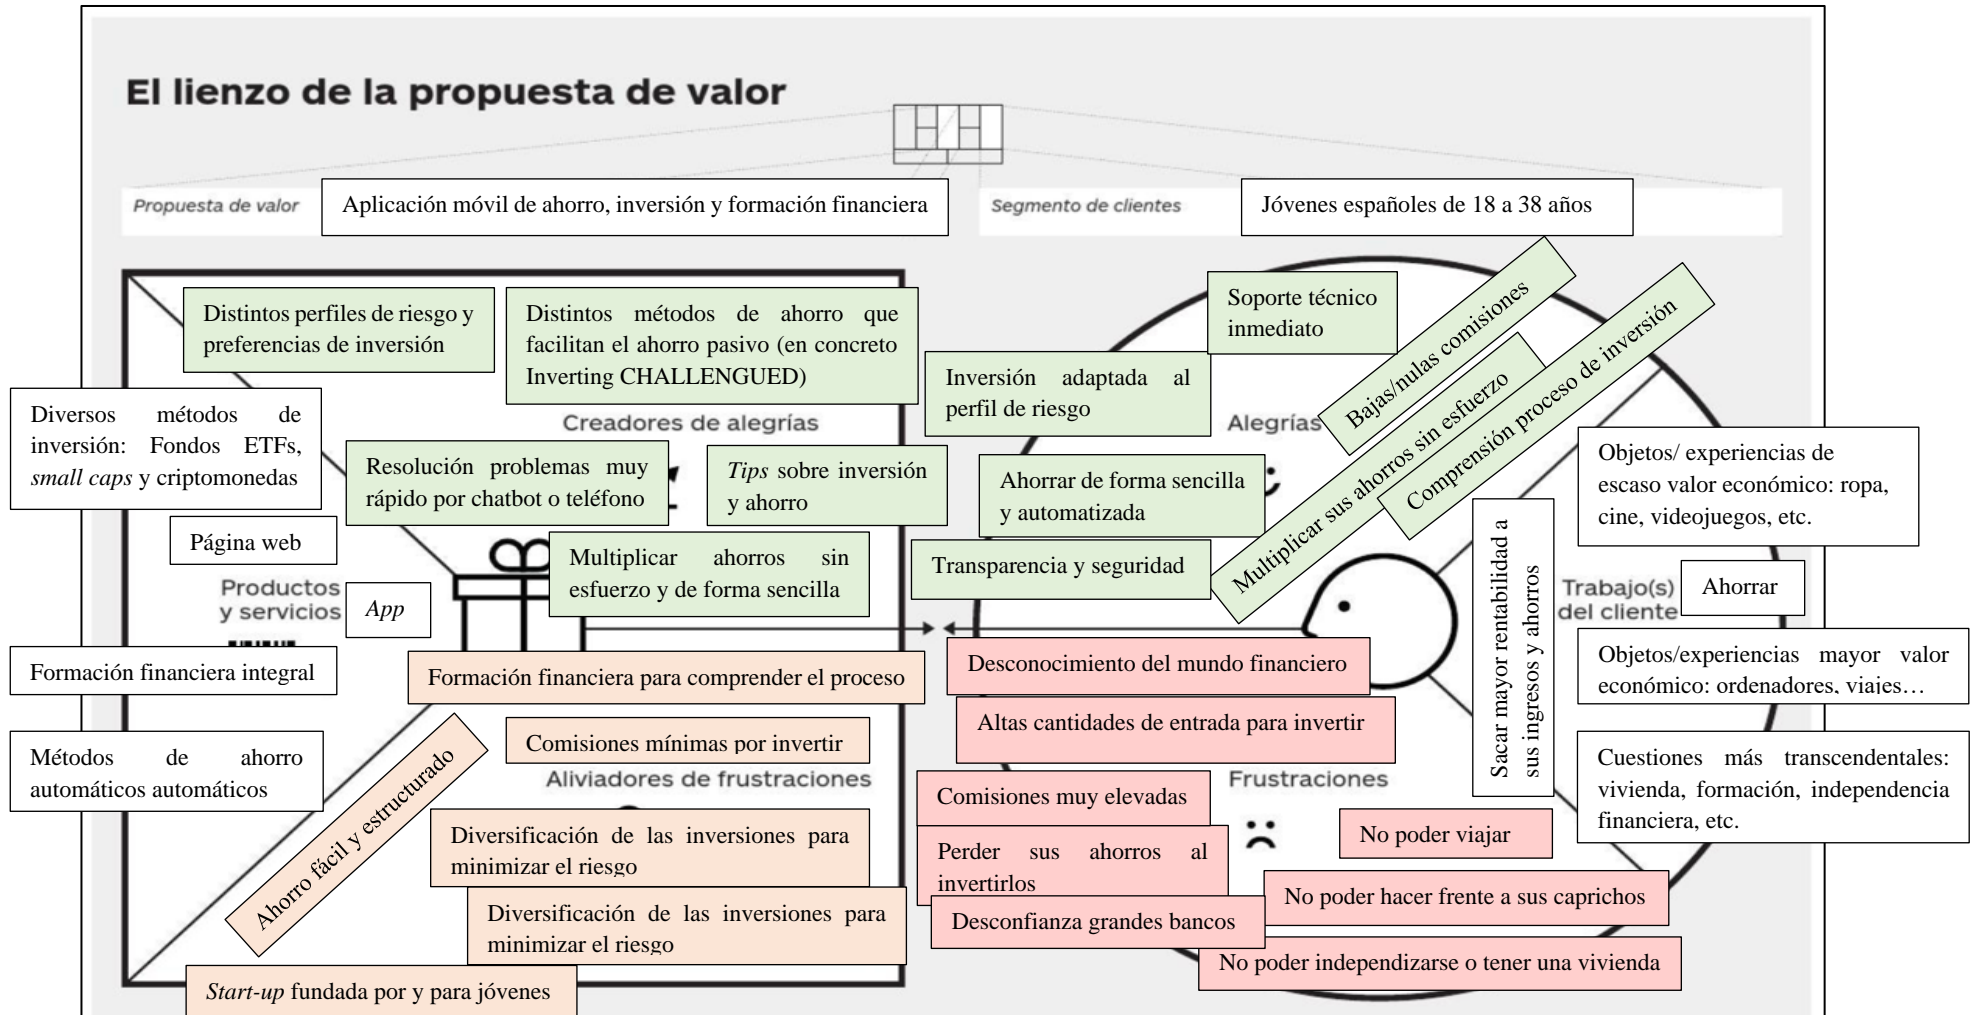 El lienzo de la propuesta de valor
Propuesta de valor
Aplicación móvil de ahorro, inversión y formación financiera
Segmento de clientes
Jóvenes españoles de 18 a 38 años
Distintos perfiles de riesgo y
preferencias de inversión
Distintos métodos de ahorro que
facilitan el ahorro pasivo (en concreto
Inverting CHALLENGUED)
Creadores de alegrías
Diversos métodos de
inversión: Fondos ETFs,
small caps y criptomonedas
Resolución problemas muy
rápido por chatbot o teléfono
Tips sobre inversión
y ahorro
Página web
Multiplicar ahorros sin
esfuerzo y de forma sencilla
Productos
y servicios
App
Formación financiera integral
Formación financiera para comprender el proceso
Métodos de ahorro
automáticos automáticos
Ahorro fácil y estructurado
Comisiones mínimas por invertir
Aliviadores de frustraciones
Diversificación de las inversiones para
minimizar el riesgo
Diversificación de las inversiones para
minimizar el riesgo
Start-up fundada por y para jóvenes
Soporte técnico
inmediato
Bajas/nulas comisiones
Inversión adaptada al
perfil de riesgo
Alegrías
Multiplicar sus ahorros sin esfuerzo
Comprensión proceso de inversión
Ahorrar de forma sencilla
y automatizada
Transparencia y seguridad
Objetos/ experiencias de
escaso valor económico: ropa,
cine, videojuegos, etc.
Sacar mayor rentabilidad a
sus ingresos y ahorros
Trabajo(s)
del cliente
Ahorrar
Objetos/experiencias mayor valor
económico: ordenadores, viajes…
Cuestiones más transcendentales:
vivienda, formación, independencia
financiera, etc.
Desconocimiento del mundo financiero
Altas cantidades de entrada para invertir
Frustraciones
Comisiones muy elevadas
Perder sus ahorros al
invertirlos
Desconfianza grandes bancos
No poder viajar
No poder hacer frente a sus caprichos
No poder independizarse o tener una vivienda